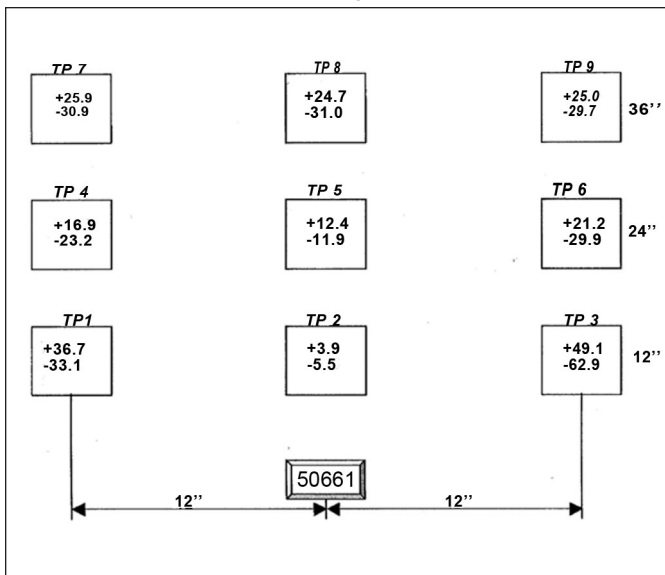 TP 7
TP 8
TP 9
+25.9
-30.9
+24.7
-31.0
+25.0
-29.7
36’’
TP 4
TP 5
TP 6
+16.9
-23.2
+12.4
-11.9
+21.2
-29.9
24’’
TP1
TP 2
TP 3
+36.7
-33.1
+3.9
-5.5
+49.1
-62.9
12’’
50661
12’’
12’’